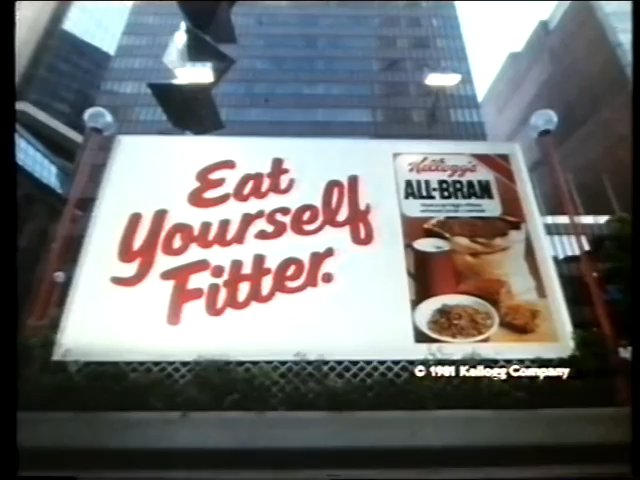 Eat
Yourself
Fitter.
Kellogg's
ALL-BRAN
© 1981 Kellogg Company